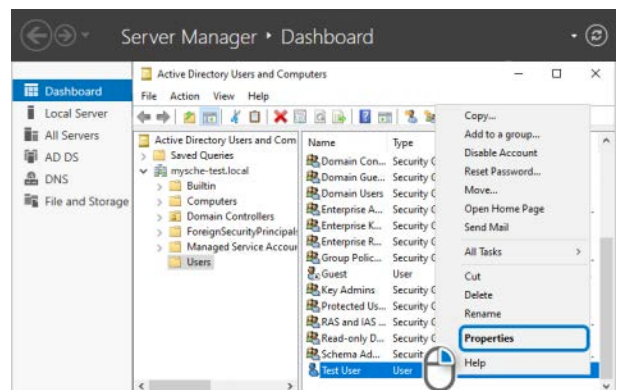 Server Manager • Dashboard
Active Directory Users and Computers
File Action View Help
Dashboard
Local Server
All Servers
AD DS
DNS
File and Storage
Active Directory Users and Com
Saved Queries
mysche-test.local
Builtin
Computers
Domain Controllers
ForeignSecurityPrincipals
Managed Service Accour
Users
Name Type
Domain Con... Security G
Domain Gue... Security G
Domain Users Security G
Enterprise A... Security G
Enterprise K... Security G
Enterprise R... Security G
Group Polic... Security G
Guest User
Key Admins Security G
Protected Us... Security G
RAS and IAS ... Security G
Read-only D... Security G
Schema Ad... Securit
Test User User
Copy...
Add to a group...
Disable Account
Reset Password...
Move...
Open Home Page
Send Mail
All Tasks
Cut
Delete
Rename
Properties
Help